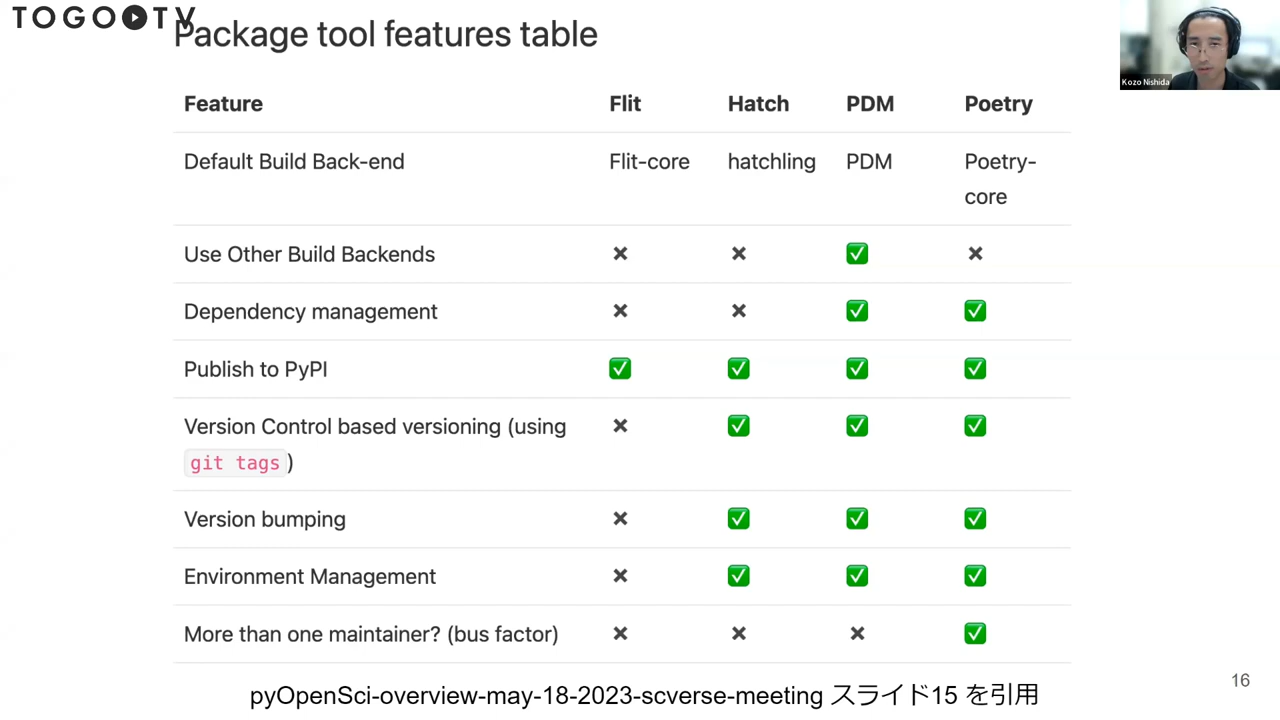 TOGO TV
Package tool features table
Kozo Nishida
Feature Flit Hatch PDM Poetry
Default Build Back-end Flit-core hatchling PDM Poetry-
core
Use Other Build Backends ✖ ✖ ✅ ✖
Dependency management ✖ ✖ ✅ ✅
Publish to PyPI ✅ ✅ ✅ ✅
Version Control based versioning (using ✖ ✅ ✅ ✅
git tags)
Version bumping ✖ ✅ ✅ ✅
Environment Management ✖ ✅ ✅ ✅
More than one maintainer? (bus factor) ✖ ✖ ✖ ✅
pyOpenSci-overview-may-18-2023-scverse-meeting スライド15 を引用
16